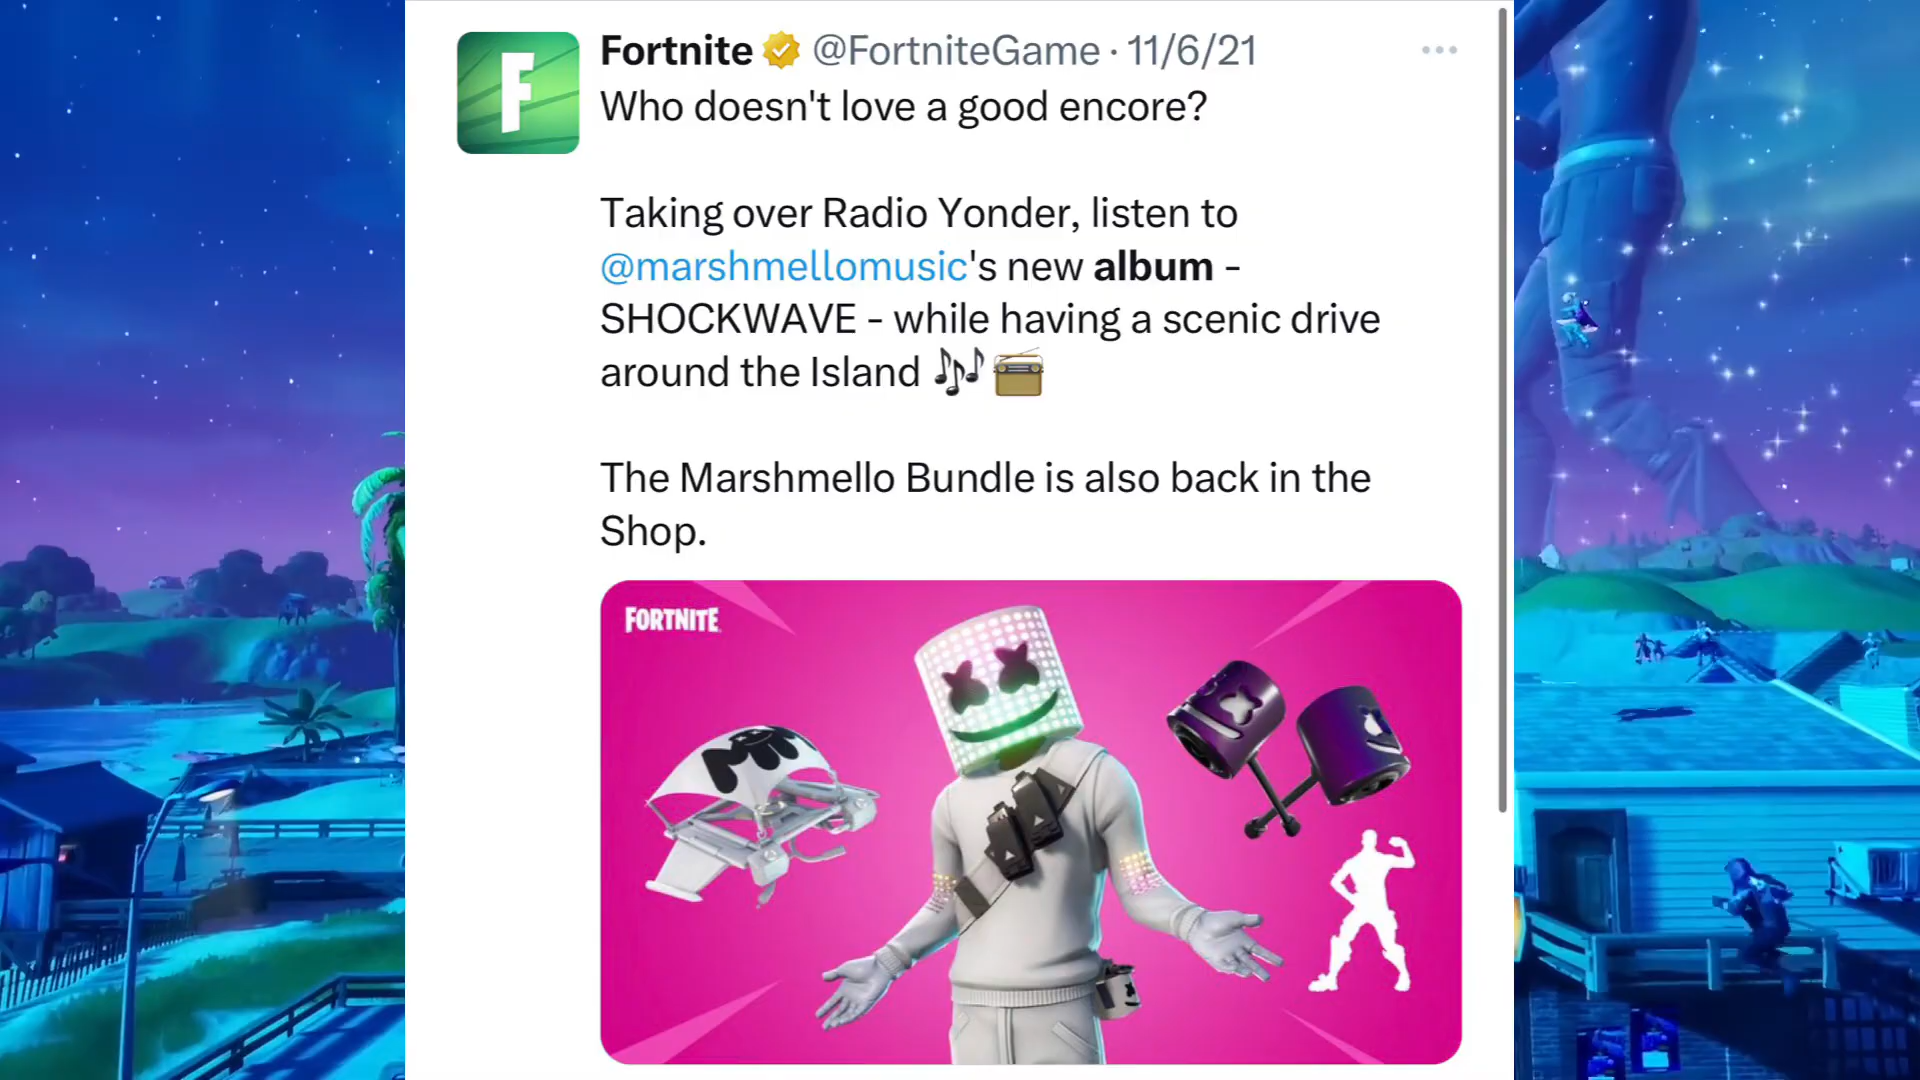 Fortnite @FortniteGame · 11/6/21
Who doesn't love a good encore?
Taking over Radio Yonder, listen to
@marshmellomusic's new album -
SHOCKWAVE - while having a scenic drive
around the Island 🎶📻
The Marshmello Bundle is also back in the
Shop.
FORTNITE